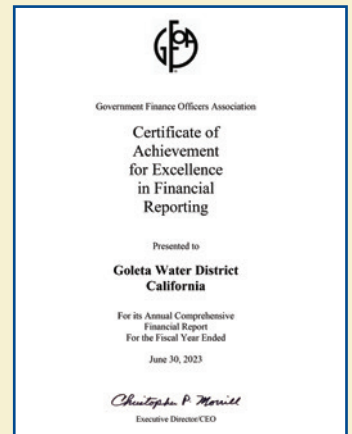 GFOA
Government Finance Officers Association
Certificate of
Achievement
for Excellence
in Financial
Reporting
Presented to
Goleta Water District
California
For its Annual Comprehensive
Financial Report
For the Fiscal Year Ended
June 30, 2023
Christopher P. Morrill
Executive Director/CEO